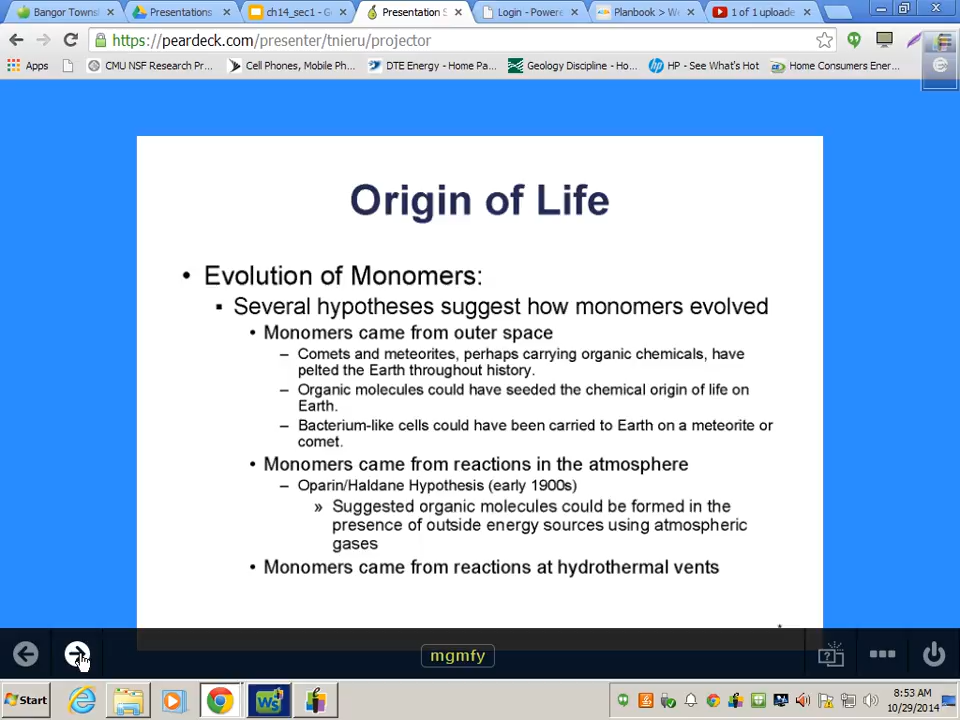 Bangor Towns
Presentations
ch14_sec1 - G
Presentation S
Login - Powe
Planbook > W
1 of 1 uploade
https://peardeck.com/presenter/tnieru/projector
Apps
CMU NSF Research Pr...
Cell Phones, Mobile Ph...
DTE Energy - Home Pa...
Geology Discipline - Ho...
HP - See What's Hot
Home Consumers Ener...
Origin of Life
• Evolution of Monomers:
▪ Several hypotheses suggest how monomers evolved
• Monomers came from outer space
– Comets and meteorites, perhaps carrying organic chemicals, have
pelted the Earth throughout history.
– Organic molecules could have seeded the chemical origin of life on
Earth.
– Bacterium-like cells could have been carried to Earth on a meteorite or
comet.
• Monomers came from reactions in the atmosphere
– Oparin/Haldane Hypothesis (early 1900s)
» Suggested organic molecules could be formed in the
presence of outside energy sources using atmospheric
gases
• Monomers came from reactions at hydrothermal vents
*
mgmfy
Start
WS
8:53 AM
10/29/2014